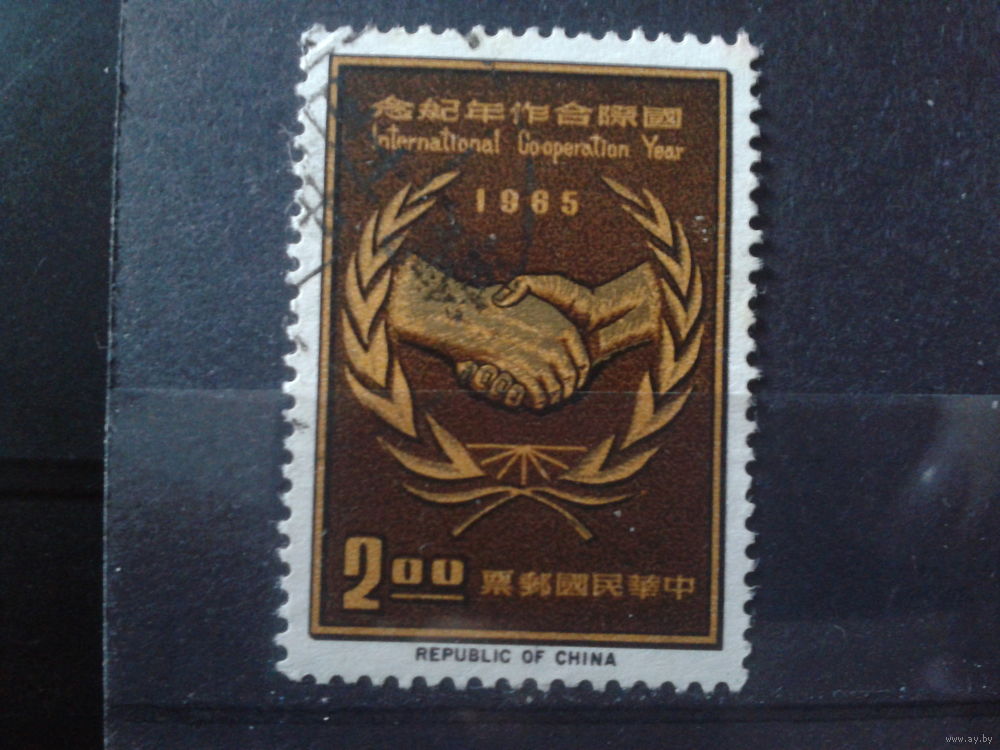 國際合作年紀念
International Cooperation Year
1965
2.00
中華民國郵票
REPUBLIC OF CHINA
www.ay.by